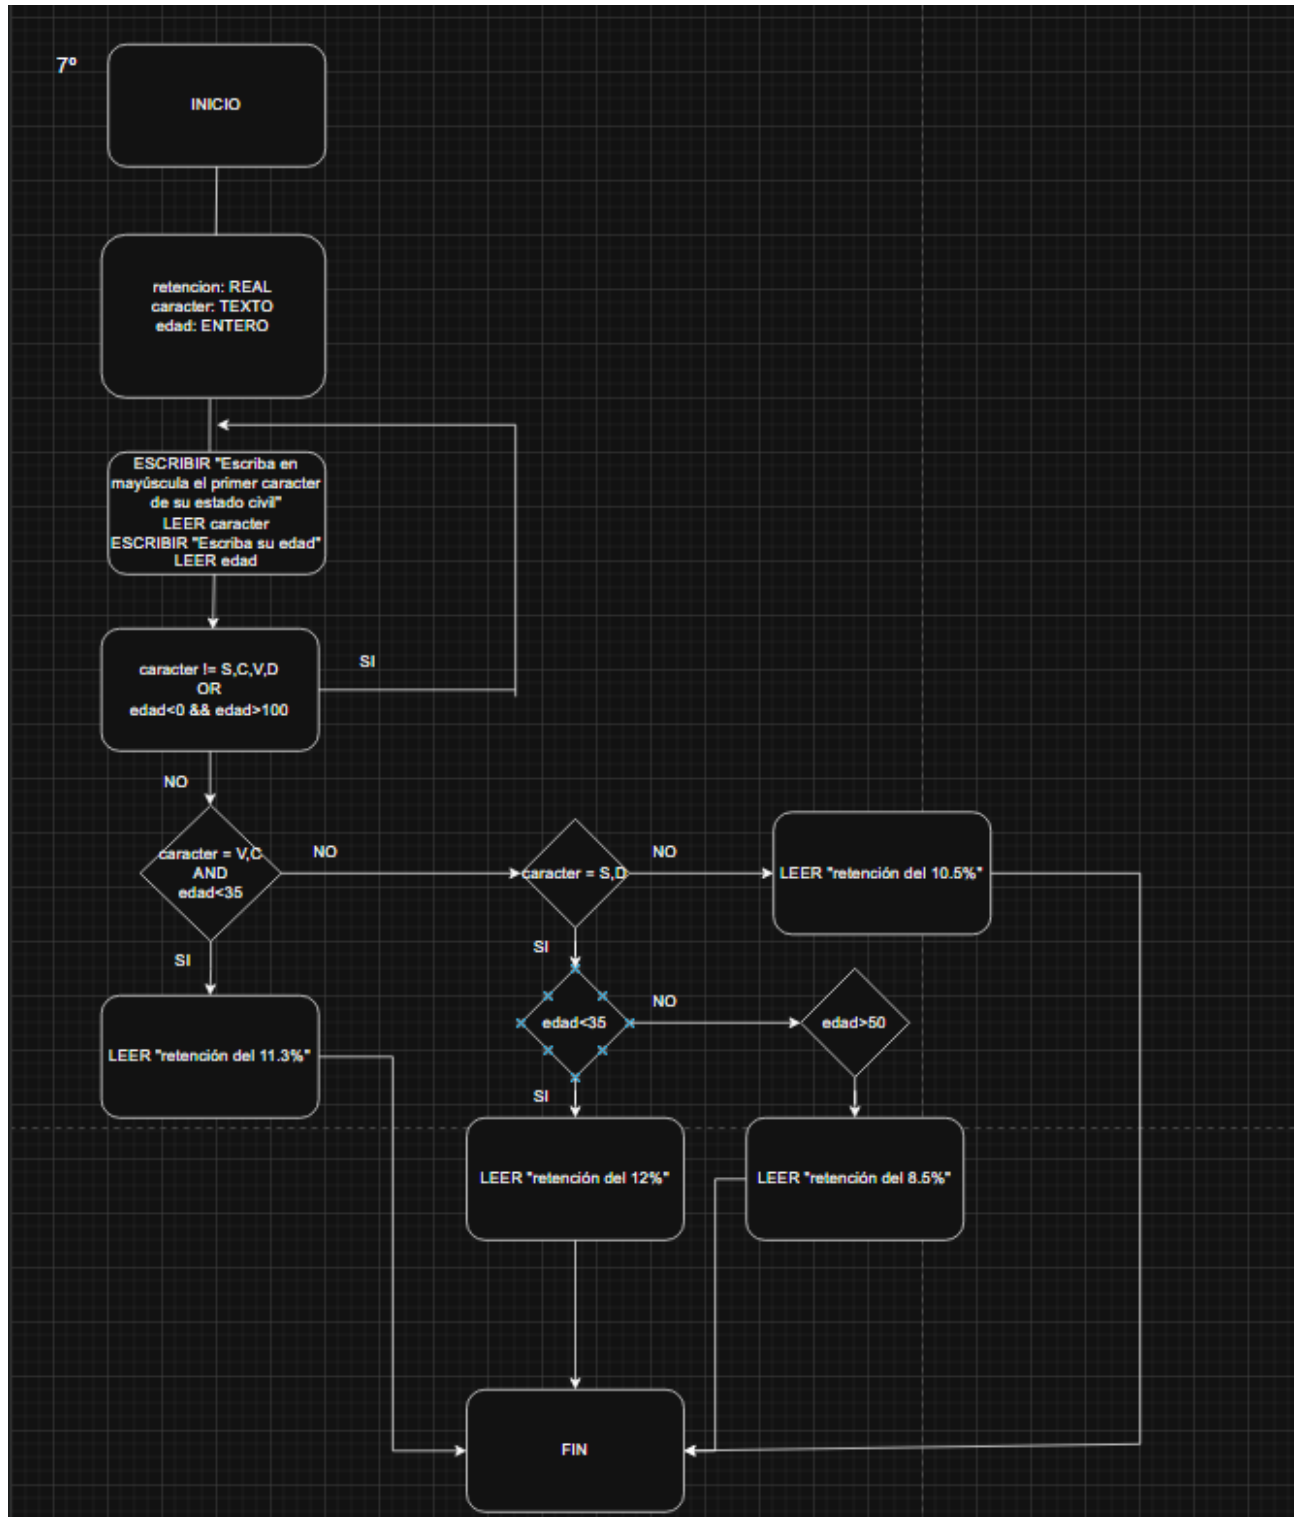 7º
INICIO
retencion: REAL
caracter: TEXTO
edad: ENTERO
ESCRIBIR "Escriba en
mayúscula el primer caracter
de su estado civil"
LEER caracter
ESCRIBIR "Escriba su edad"
LEER edad
caracter != S,C,V,D
OR
edad<0 && edad>100
SI
NO
caracter = V,C
AND
edad<35
NO
caracter = S,D
NO
LEER "retención del 10.5%"
SI
SI
LEER "retención del 11.3%"
edad<35
NO
edad>50
SI
LEER "retención del 12%"
LEER "retención del 8.5%"
FIN